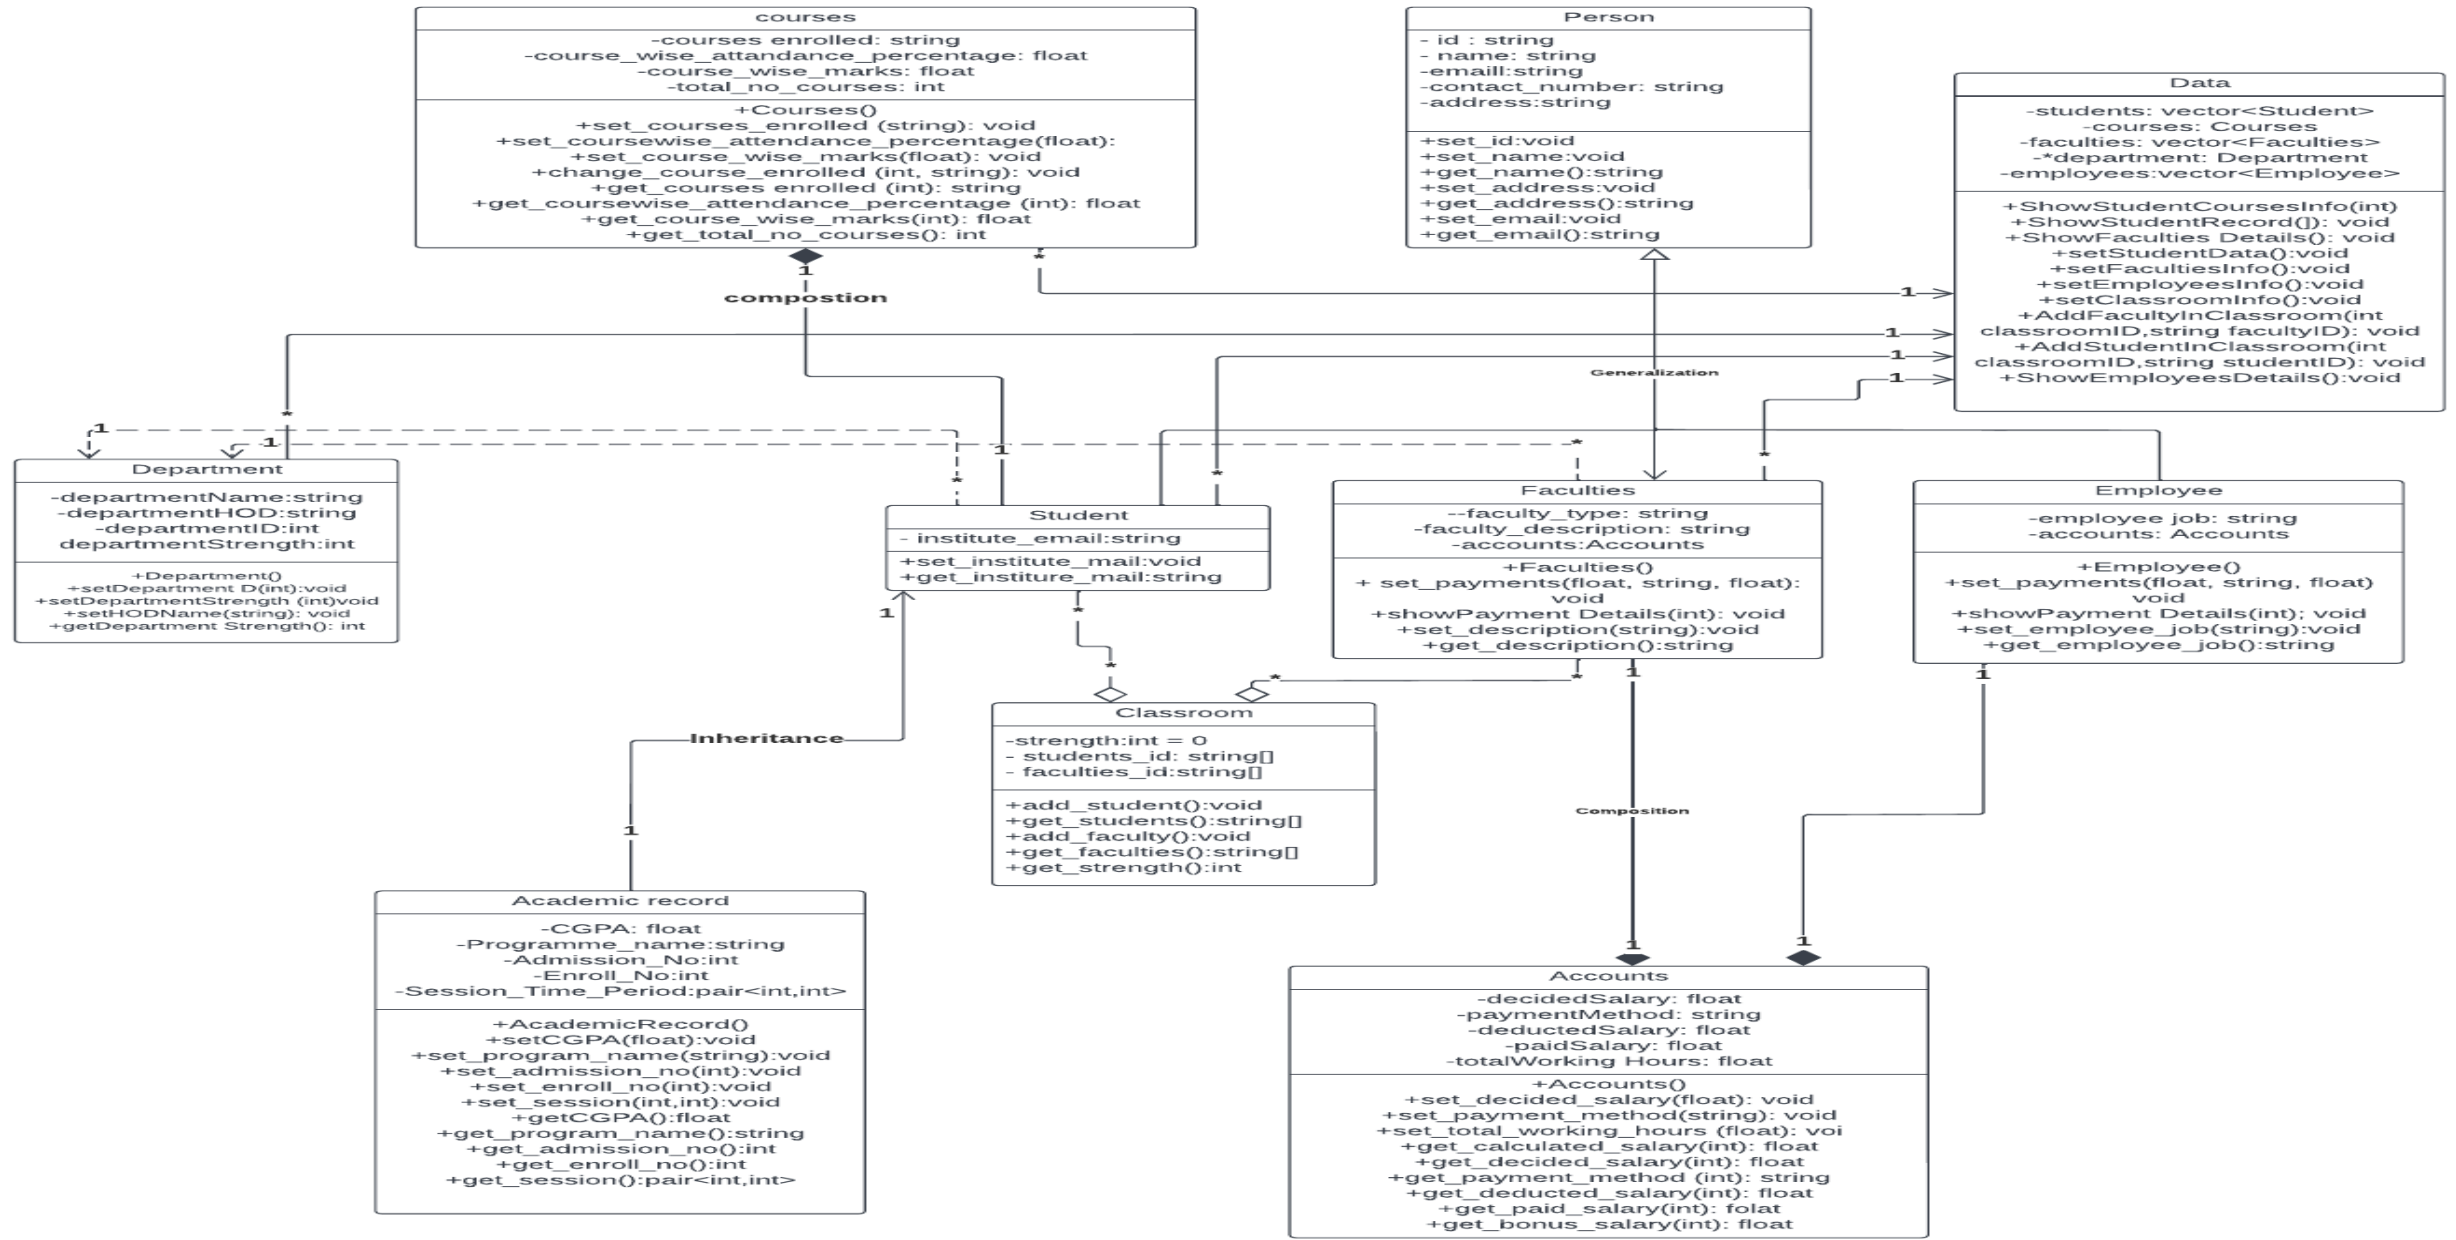 courses
-courses enrolled: string
-course_wise_attandance_percentage: float
-course_wise_marks: float
-total_no_courses: int
+Courses()
+set_courses_enrolled (string): void
+set_coursewise_attendance_percentage(float):
+set_course_wise_marks(float): void
+change_course_enrolled (int, string): void
+get_courses enrolled (int): string
+get_coursewise_attendance_percentage (int): float
+get_course_wise_marks(int): float
+get_total_no_courses(): int
Person
- id : string
- name: string
-emaill:string
-contact_number: string
-address:string
+set_id:void
+set_name:void
+get_name():string
+set_address:void
+get_address():string
+set_email:void
+get_email():string
Data
-students: vector<Student>
-courses: Courses
-faculties: vector<Faculties>
-*department: Department
-employees:vector<Employee>
+ShowStudentCoursesInfo(int)
+ShowStudentRecord(]): void
+ShowFaculties Details(): void
+setStudentData():void
+setFacultiesInfo():void
+setEmployeesInfo():void
+setClassroomInfo():void
+AddFacultyInClassroom(int
classroomID,string facultyID): void
+AddStudentInClassroom(int
classroomID,string studentID): void
+ShowEmployeesDetails():void
1
compostion
*
1
1
1
Generalization
1
*
1
1
*
1
*
*
*
*
Department
-departmentName:string
-departmentHOD:string
-departmentID:int
departmentStrength:int
+Department()
+setDepartment D(int):void
+setDepartmentStrength (int)void
+setHODName(string): void
+getDepartment Strength(): int
Student
- institute_email:string
+set_institute_mail:void
+get_institure_mail:string
Faculties
--faculty_type: string
-faculty_description: string
-accounts:Accounts
+Faculties()
+ set_payments(float, string, float):
void
+showPayment Details(int): void
+set_description(string):void
+get_description():string
Employee
-employee job: string
-accounts: Accounts
+Employee()
+set_payments(float, string, float)
void
+showPayment Details(int); void
+set_employee_job(string):void
+get_employee_job():string
1
*
*
*
*
1
1
Inheritance
1
Classroom
-strength:int = 0
- students_id: string[]
- faculties_id:string[]
+add_student():void
+get_students():string[]
+add_faculty():void
+get_faculties():string[]
+get_strength():int
Composition
1
1
Academic record
-CGPA: float
-Programme_name:string
-Admission_No:int
-Enroll_No:int
-Session_Time_Period:pair<int,int>
+AcademicRecord()
+setCGPA(float):void
+set_program_name(string):void
+set_admission_no(int):void
+set_enroll_no(int):void
+set_session(int,int):void
+getCGPA():float
+get_program_name():string
+get_admission_no():int
+get_enroll_no():int
+get_session():pair<int,int>
Accounts
-decidedSalary: float
-paymentMethod: string
-deductedSalary: float
-paidSalary: float
-totalWorking Hours: float
+Accounts()
+set_decided_salary(float): void
+set_payment_method(string): void
+set_total_working_hours (float): voi
+get_calculated_salary(int): float
+get_decided_salary(int): float
+get_payment_method (int): string
+get_deducted_salary(int): float
+get_paid_salary(int): folat
+get_bonus_salary(int): float